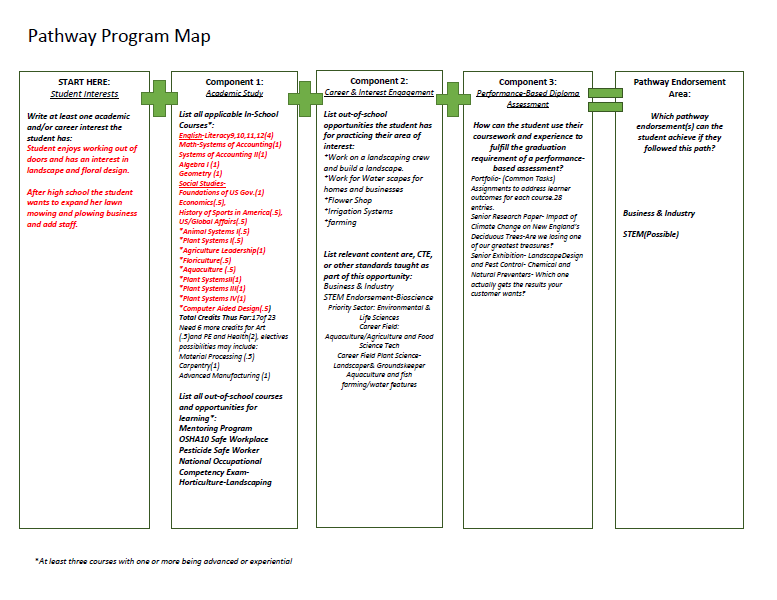 Pathway Program Map
START HERE:
Student Interests
Write at least one academic
and/or career interest the
student has:
Student enjoys working out of
doors and has an interest in
landscape and floral design.
After high school the student
wants to expand her lawn
mowing and plowing business
and add staff.
Component 1:
Academic Study
List all applicable In-School
Courses*:
English-Literacy9,10,11,12(4)
Math-Systems of Accounting(1)
Systems of Accounting II(1)
Algebra I (1)
Geometry (1)
Social Studies-
Foundations of US Gov.(1)
Economics(.5),
History of Sports in America(.5),
US/Global Affairs(.5)
*Animal Systems I(.5)
*Plant Systems I(.5)
*Agriculture Leadership(1)
*Floriculture(.5)
*Aquaculture (.5)
*Plant SystemsII(1)
*Plant Systems III(1)
*Plant Systems IV(1)
*Computer Aided Design(.5)
Total Credits Thus Far:17of 23
Need 6 more credits for Art
(.5)and PE and Health(2), electives
possibilities may include:
Material Processing (.5)
Carpentry(1)
Advanced Manufacturing (1)
List all out-of-school courses
and opportunities for
learning*:
Mentoring Program
OSHA10 Safe Workplace
Pesticide Safe Worker
National Occupational
Competency Exam-
Horticulture-Landscaping
Component 2:
Career & Interest Engagement
List out-of-school
opportunities the student has
for practicing their area of
interest:
*Work on a landscaping crew
and build a landscape.
*Work for Water scapes for
homes and businesses
*Flower Shop
*Irrigation Systems
*farming
List relevant content are, CTE,
or other standards taught as
part of this opportunity:
Business & Industry
STEM Endorsement-Bioscience
Priority Sector: Environmental &
Life Sciences
Career Field:
Aquaculture/Agriculture and Food
Science Tech
Career Field Plant Science-
Landscaper& Groundskeeper
Aquaculture and fish
farming/water features
Component 3:
Performance-Based Diploma
Assessment
How can the student use their
coursework and experience to
fulfill the graduation
requirement of a performance-
based assessment?
Portfolio- (Common Tasks)
Assignments to address learner
outcomes for each course.28
entries.
Senior Research Paper- Impact of
Climate Change on New England's
Deciduous Trees-Are we losing one
of our greatest treasures?
Senior Exhibition- LandscapeDesign
and Pest Control- Chemical and
Natural Preventers- Which one
actually gets the results your
customer wants?
Pathway Endorsement
Area:
Which pathway
endorsement(s) can the
student achieve if they
followed this path?
Business & Industry
STEM(Possible)
*At least three courses with one or more being advanced or experiential